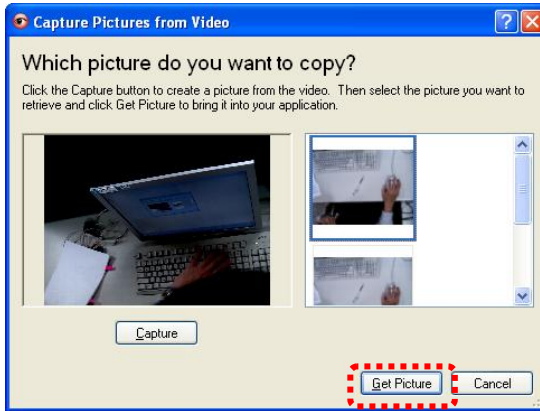 Capture Pictures from Video
Which picture do you want to copy?
Click the Capture button to create a picture from the video. Then select the picture you want to
retrieve and click Get Picture to bring it into your application.
Capture
Get Picture
Cancel